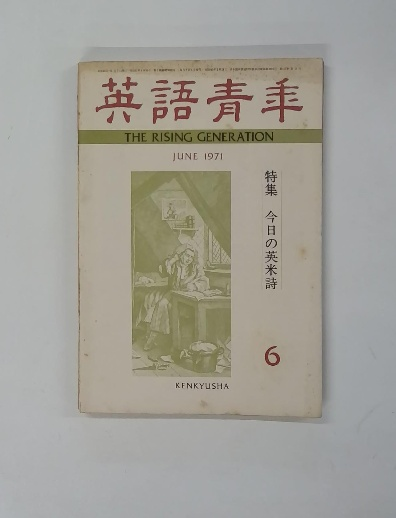 英語青年
THE RISING GENERATION
JUNE 1971
特集 今日の英米詩
6
KENKYUSHA